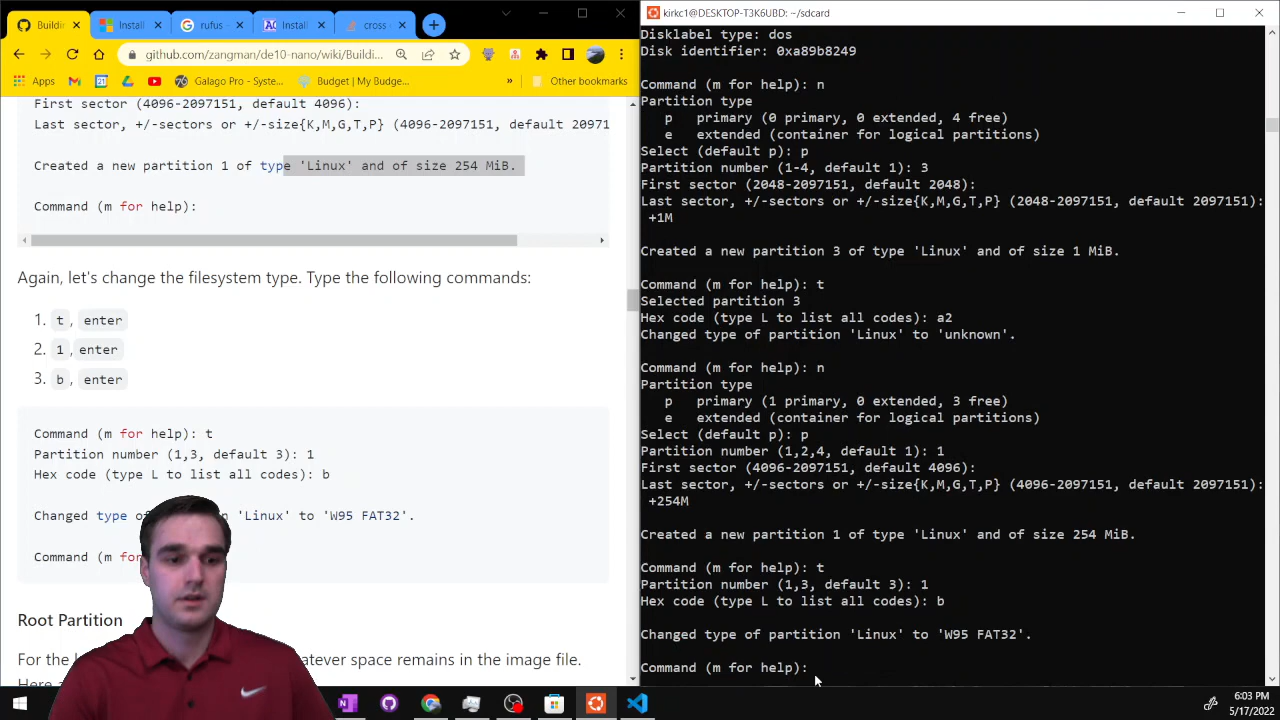 Buildin
Install
rufus -
Install
cross
github.com/zangman/de10-nano/wiki/Buildi
Apps
Galago Pro - Syste...
Budget | My Budge...
»
Other bookmarks
First sector (4096-2097151, default 4096):
Last sector, +/-sectors or +/-size{K,M,G,T,P} (4096-2097151, default 20971
Created a new partition 1 of type 'Linux' and of size 254 MiB.
Command (m for help):
Again, let's change the filesystem type. Type the following commands:
1. t , enter
2. 1 , enter
3. b , enter
Command (m for help): t
Partition number (1,3, default 3): 1
Hex code (type L to list all codes): b
Changed type of 'Linux' to 'W95 FAT32'.
Command (m for
Root Partition
For the atever space remains in the image file.
kirkc1@DESKTOP-T3K6UBD: ~/sdcard
Disklabel type: dos
Disk identifier: 0xa89b8249
Command (m for help): n
Partition type
p primary (0 primary, 0 extended, 4 free)
e extended (container for logical partitions)
Select (default p): p
Partition number (1-4, default 1): 3
First sector (2048-2097151, default 2048):
Last sector, +/-sectors or +/-size{K,M,G,T,P} (2048-2097151, default 2097151):
+1M
Created a new partition 3 of type 'Linux' and of size 1 MiB.
Command (m for help): t
Selected partition 3
Hex code (type L to list all codes): a2
Changed type of partition 'Linux' to 'unknown'.
Command (m for help): n
Partition type
p primary (1 primary, 0 extended, 3 free)
e extended (container for logical partitions)
Select (default p): p
Partition number (1,2,4, default 1): 1
First sector (4096-2097151, default 4096):
Last sector, +/-sectors or +/-size{K,M,G,T,P} (4096-2097151, default 2097151):
+254M
Created a new partition 1 of type 'Linux' and of size 254 MiB.
Command (m for help): t
Partition number (1,3, default 3): 1
Hex code (type L to list all codes): b
Changed type of partition 'Linux' to 'W95 FAT32'.
Command (m for help):
6:03 PM
5/17/2022